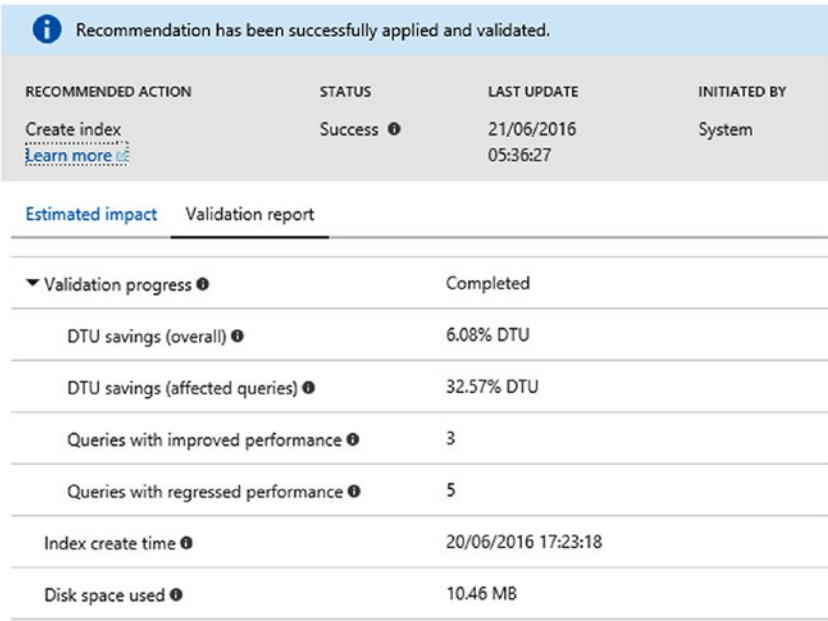 Recommendation has been successfully applied and validated.
RECOMMENDED ACTION STATUS LAST UPDATE INITIATED BY
Create index Success 21/06/2016 System
Learn more 05:36:27
Estimated impact Validation report
Validation progress Completed
DTU savings (overall) 6.08% DTU
DTU savings (affected queries) 32.57% DTU
Queries with improved performance 3
Queries with regressed performance 5
Index create time 20/06/2016 17:23:18
Disk space used 10.46 MB